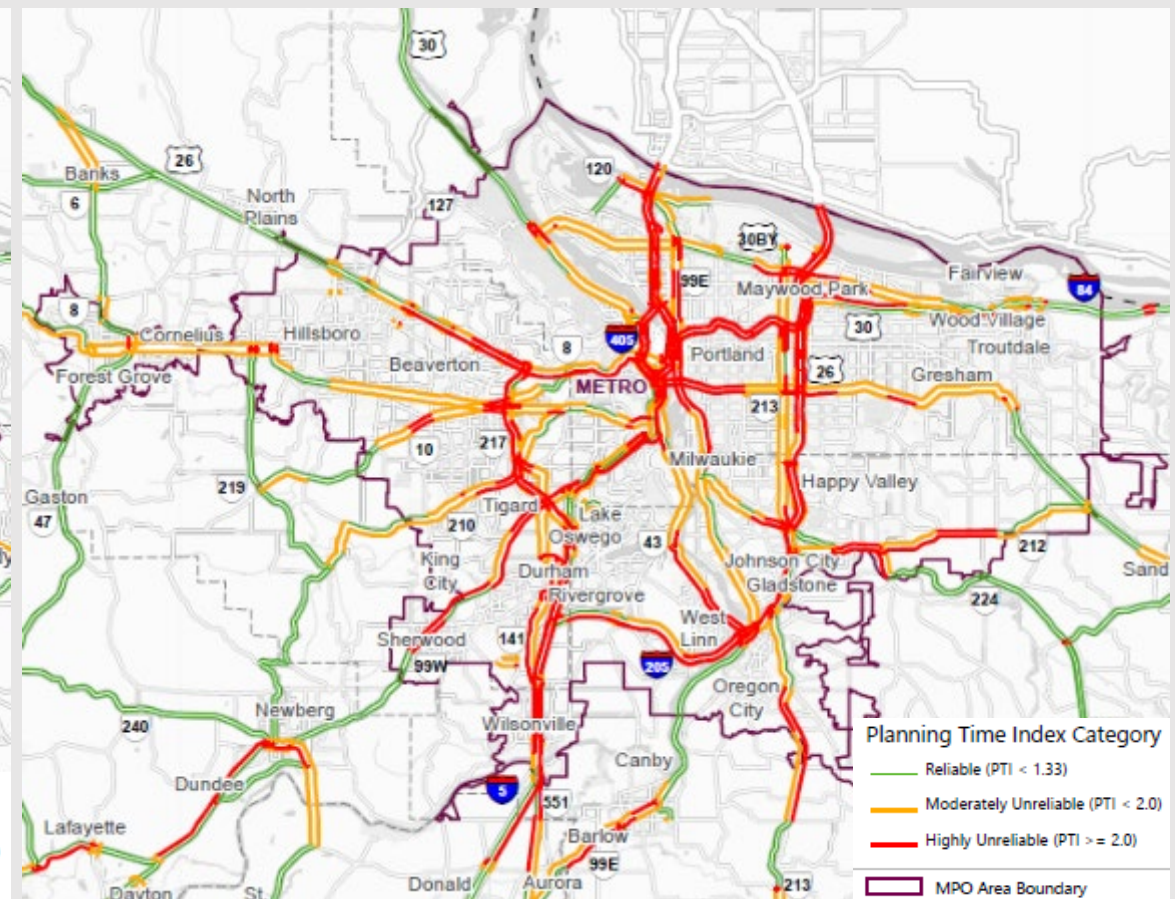 30
26
Banks
6
North
Plains
127
120
30BY
99E
Maywood Park
Fairview
84
8
Cornelius
Hillsboro
Forest Grove
Beaverton
8
405
METRO
Portland
30
Wood Village
Troutdale
26
Gresham
213
217
10
Milwaukie
219
Happy Valley
Gaston
47
Tigard
210
Lake
Oswego
43
King
City
Durham
Rivergrove
Johnson City
Gladstone
212
Sand
224
West
Linn
Sherwood
99W
141
205
Oregon
City
240
Newberg
Wilsonville
Canby
Dundee
5
551
Lafayette
Barlow
99E
Dayton
St.
Donald
Aurora
213
Planning Time Index Category
Reliable (PTI < 1.33)
Moderately Unreliable (PTI < 2.0)
Highly Unreliable (PTI >= 2.0)
MPO Area Boundary